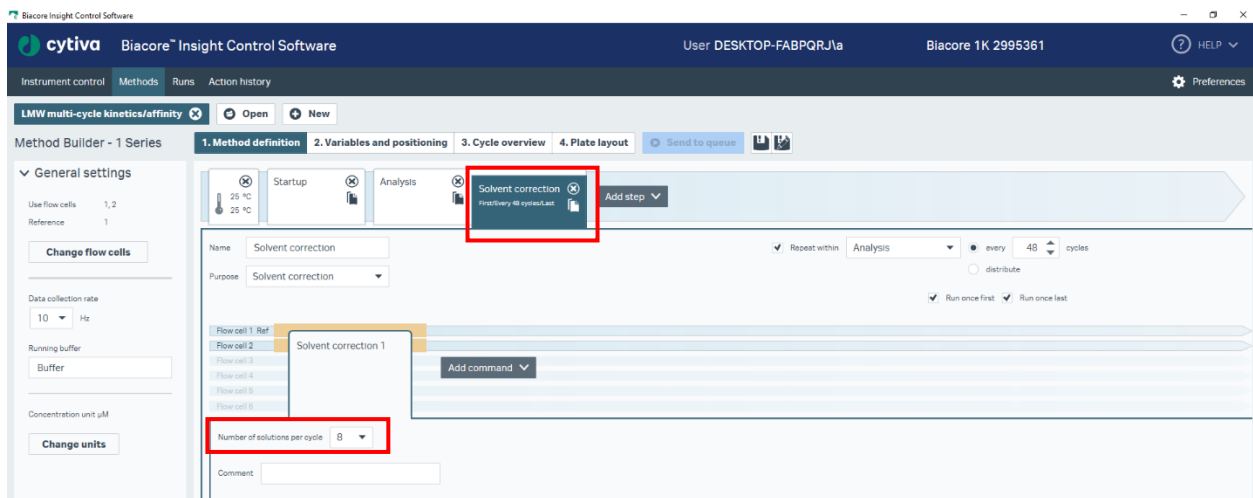 Biacore Insight Control Software
cytiva Biacore™ Insight Control Software User DESKTOP-FABPQRJ\a Biacore 1K 2995361 ? HELP
Instrument control Methods Runs Action history Preferences
LMW multi-cycle kinetics/affinity Open New
Method Builder - 1 Series 1. Method definition 2. Variables and positioning 3. Cycle overview 4. Plate layout Send to queue
General settings
25 °C
25 °C
Startup
Analysis
Solvent correction
First/Every 48 cycles/Last
Add step
Use flow cells 1, 2
Reference 1
Change flow cells
Data collection rate
10 Hz
Running buffer
Buffer
Concentration unit µM
Change units
Name Solvent correction Repeat within Analysis every 48 cycles
distribute
Purpose Solvent correction
Run once first Run once last
Flow cell 1 Ref
Flow cell 2
Flow cell 3
Flow cell 4
Flow cell 5
Flow cell 6
Solvent correction 1
Add command
Number of solutions per cycle 8
Comment